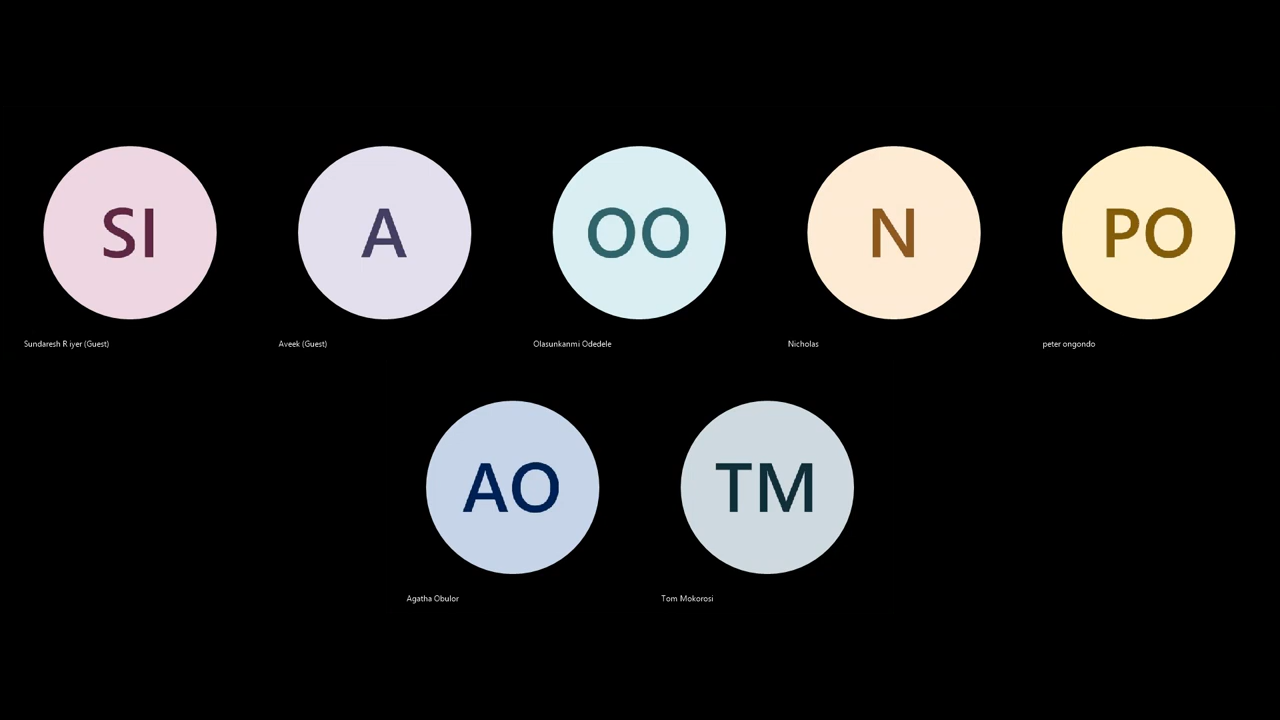 SI
A
OO
N
PO
Sundaresh R iyer (Guest)
Aveek (Guest)
Olasunkanmi Odedele
Nicholas
peter ongondo
AO
TM
Agatha Obulor
Tom Mokorosi